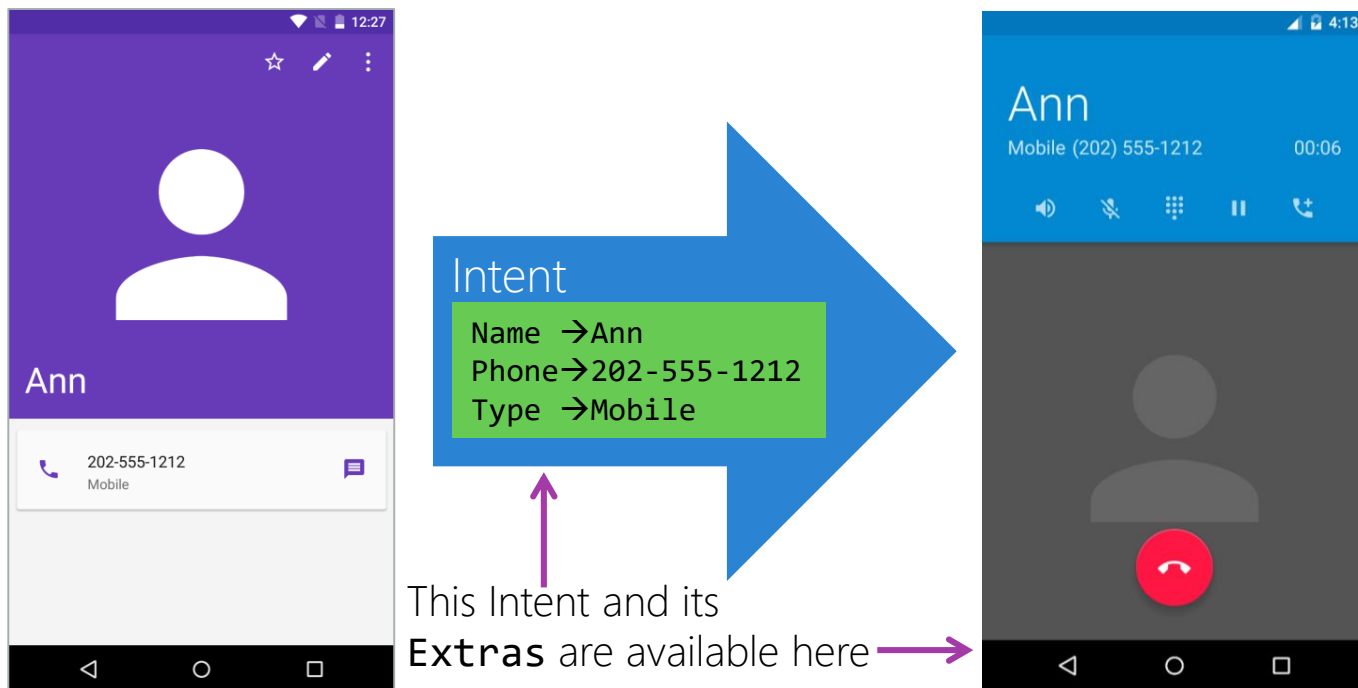 12:27
Ann
202-555-1212
Mobile
Intent
Name →Ann
Phone→202-555-1212
Type →Mobile
This Intent and its
Extras are available here
4:13
Ann
Mobile (202) 555-1212 00:06